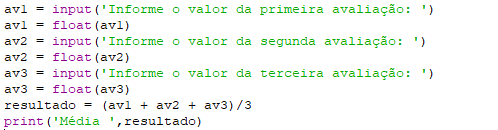 av1 = input('Informe o valor da primeira avaliação: ')
av1 = float(av1)
av2 = input('Informe o valor da segunda avaliação: ')
av2 = float(av2)
av3 = input('Informe o valor da terceira avaliação: ')
av3 = float(av3)
resultado = (av1 + av2 + av3)/3
print('Média ',resultado)